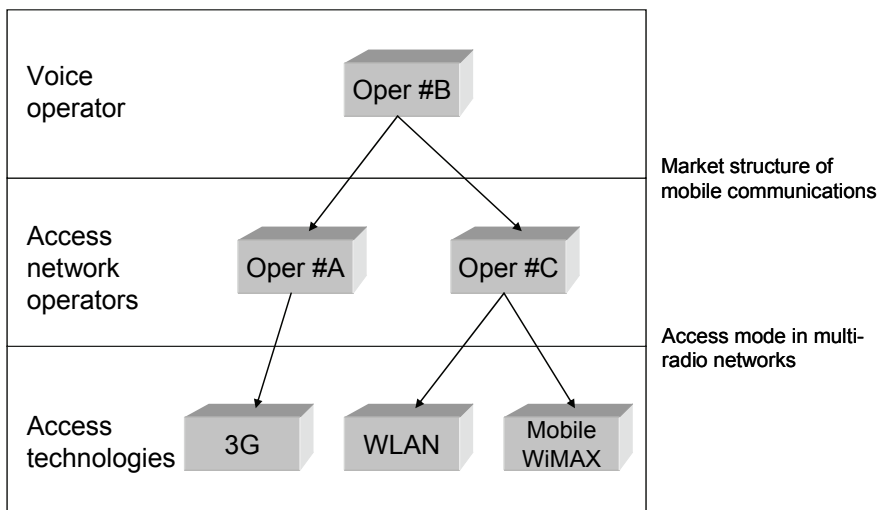 Voice
operator
Oper #B
Market structure of
mobile communications
Access
network
operators
Oper #A
Oper #C
Access mode in multi-
radio networks
Access
technologies
3G
WLAN
Mobile
WiMAX